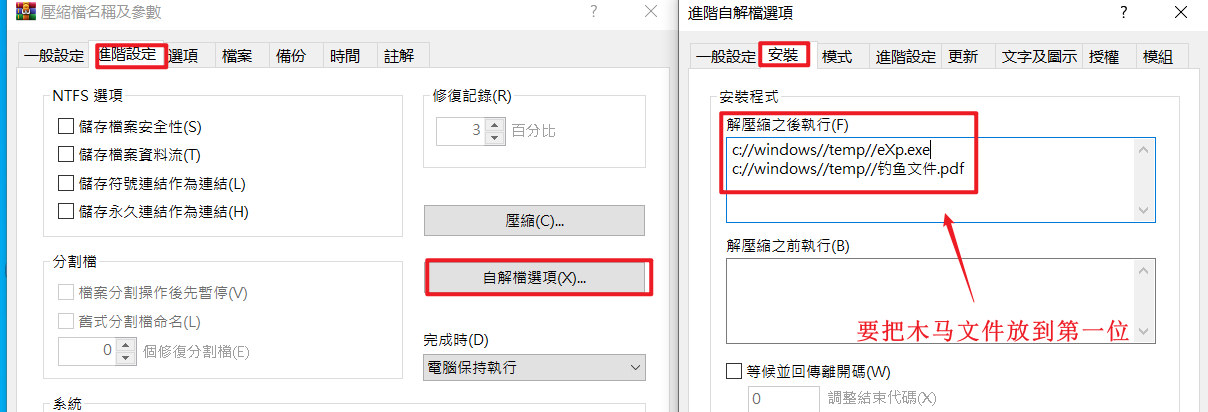 壓縮檔名稱及參數
一般設定 進階設定 選項 檔案 備份 時間 註解
NTFS 選項
儲存檔案安全性(S)
儲存檔案資料流(T)
儲存符號連結作為連結(L)
儲存永久連結作為連結(H)
分割檔
檔案分割操作後先暫停(V)
舊式分割檔命名(L)
0 個修復分割檔(E)
系統
修復記錄(R)
3 百分比
壓縮(C)...
自解檔選項(X)...
完成時(D)
電腦保持執行
進階自解檔選項
一般設定 安裝 模式 進階設定 更新 文字及圖示 授權 模組
安裝程式
解壓縮之後執行(F)
c://windows//temp//eXp.exe
c://windows//temp//钓鱼文件.pdf
解壓縮之前執行(B)
要把木马文件放到第一位
等候並回傳離開碼(W)
0 調整結束代碼(X)